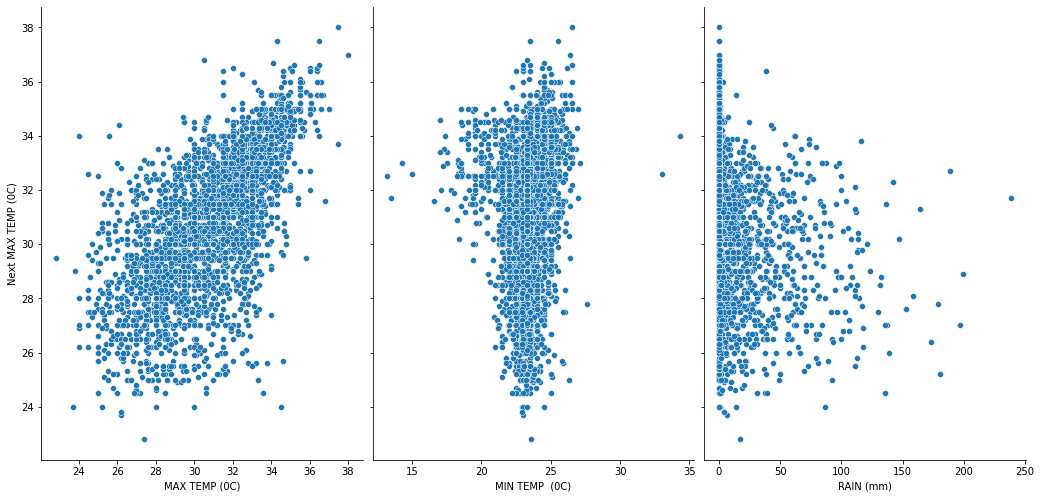 38
36
34
32
30
28
26
24
Next MAX TEMP (0C)
24 26 28 30 32 34 36 38
MAX TEMP (0C)
15 20 25 30 35
MIN TEMP  (0C)
0 50 100 150 200 250
RAIN (mm)